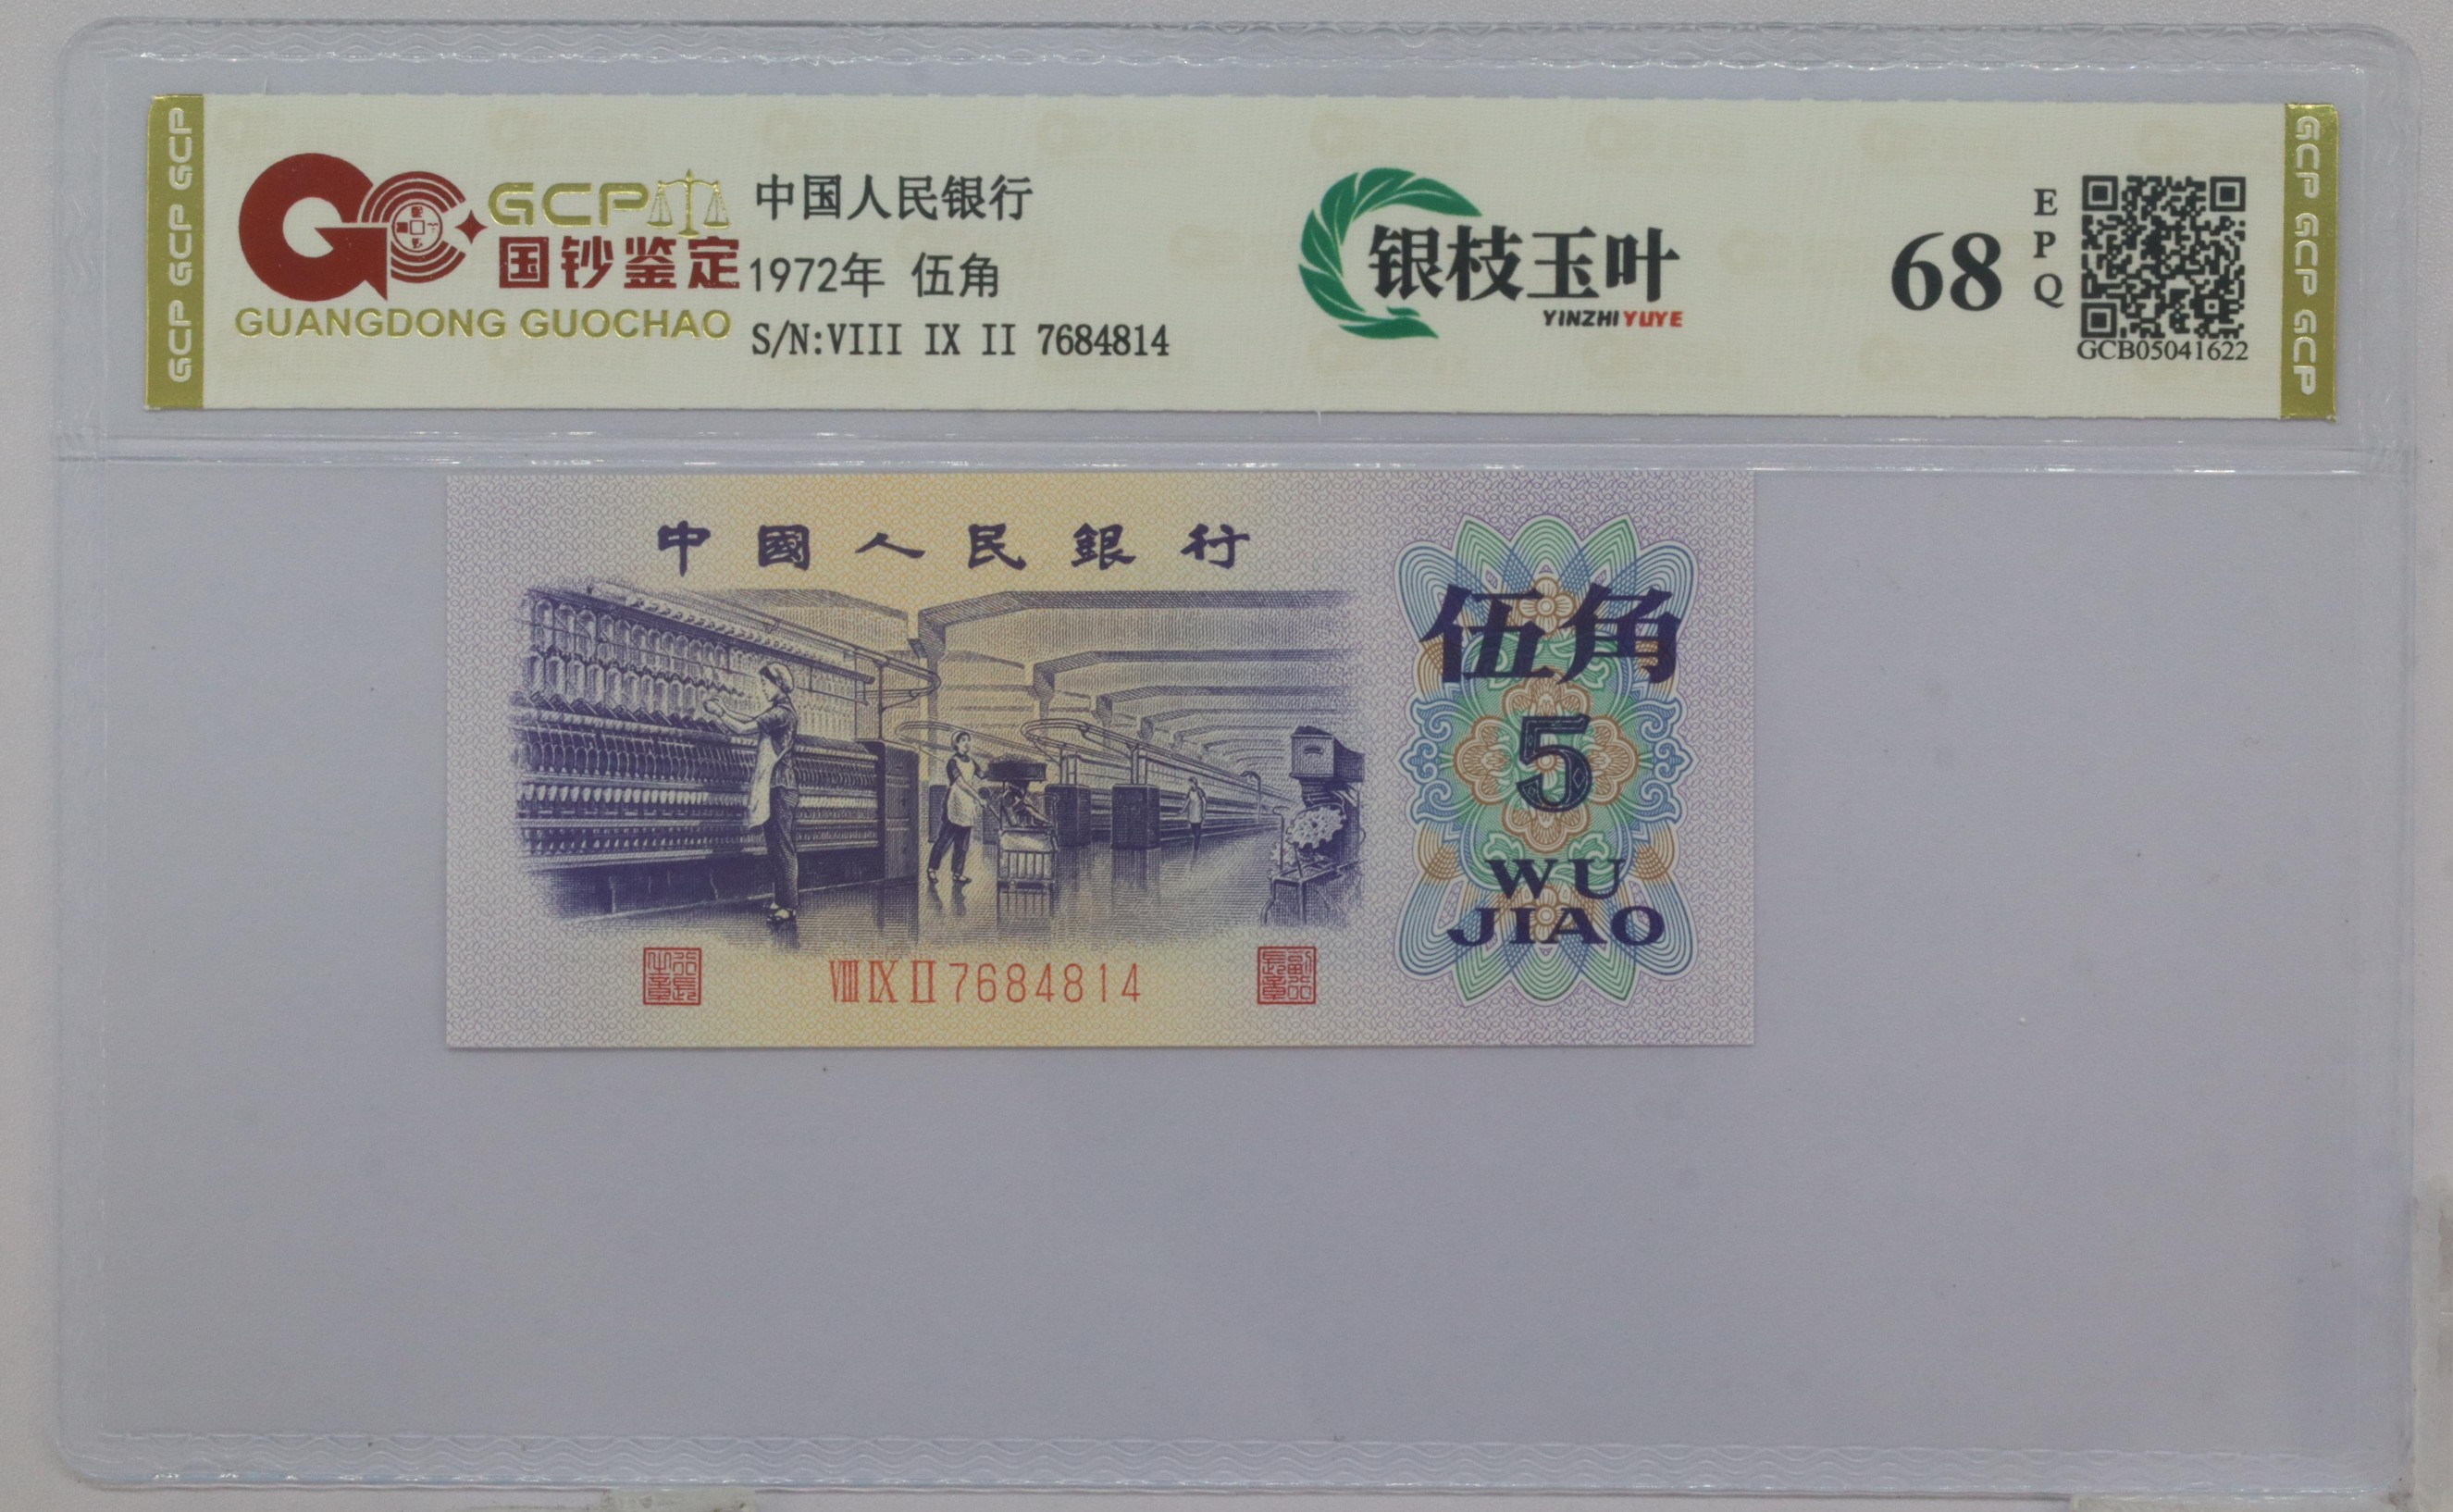 GCP GCP GCP
GCP
国钞鉴定
GUANGDONG GUOCHAO
中国人民银行
1972年 伍角
S/N:VIII IX II 7684814
银枝玉叶
YINZHIYUYE
68
EPQ
GCB05041622
GCP GCP GCP
中國人民銀行
伍角
5
WU
JIAO
VIII IX II 7684814